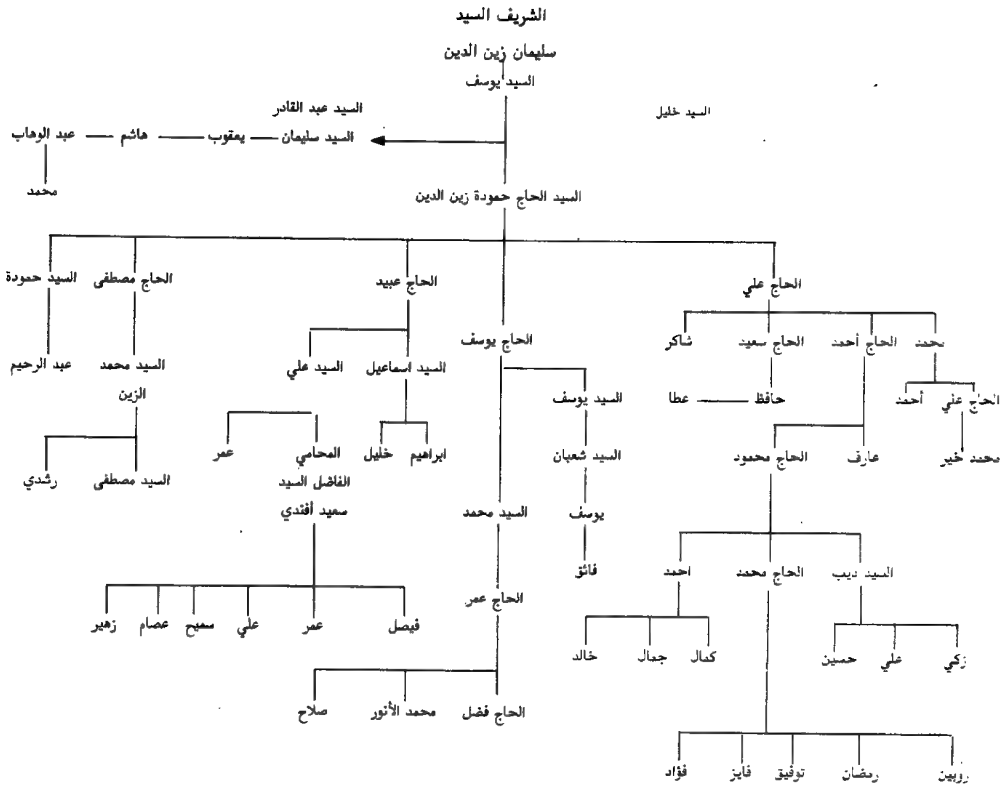 الشريف السيد
سليمان زين الدين
السيد يوسف
السيد خليل
السيد عبد القادر
السيد سليمان — يعقوب — هاشم — عبد الوهاب
محمد
السيد الحاج حمودة زين الدين
الحاج علي
الحاج عبيد
الحاج مصطفى
السيد حمودة
محمد
الحاج أحمد
الحاج سعيد
شاكر
الحاج يوسف
السيد اسماعيل
السيد علي
السيد محمد
الزين
عبد الرحيم
الحاج علي
أحمد
حافظ — عطا
السيد يوسف
محمد خير
عارف
الحاج محمود
السيد شعبان
ابراهيم
خليل
المحامي
الفاضل السيد
سعيد أفندي
عمر
السيد مصطفى
رشدي
يوسف
السيد محمد
السيد ديب
الحاج محمد
احمد
فائق
الحاج عمر
فيصل
عمر
علي
سميح
عصام
زهير
زكي
علي
حسين
كمال
جمال
خالد
الحاج فضل
محمد الأنور
صلاح
روبين
رمضان
توفيق
فايز
فؤاد